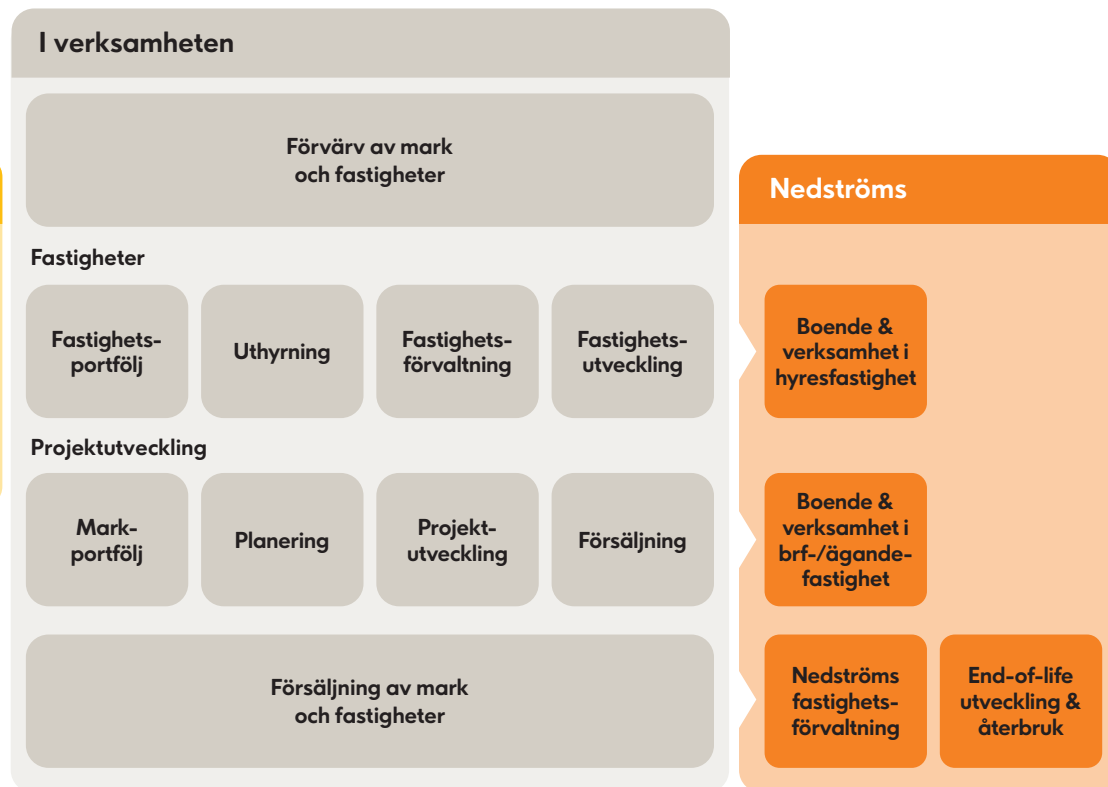 I verksamheten
Förvärv av mark
och fastigheter
Fastigheter
Fastighets-
portfölj
Uthyrning
Fastighets-
förvaltning
Fastighets-
utveckling
Projektutveckling
Mark-
portfölj
Planering
Projekt-
utveckling
Försäljning
Försäljning av mark
och fastigheter
Nedströms
Boende &
verksamhet i
hyresfastighet
Boende &
verksamhet i
brf-/ägande-
fastighet
Nedströms
fastighets-
förvaltning
End-of-life
utveckling &
återbruk